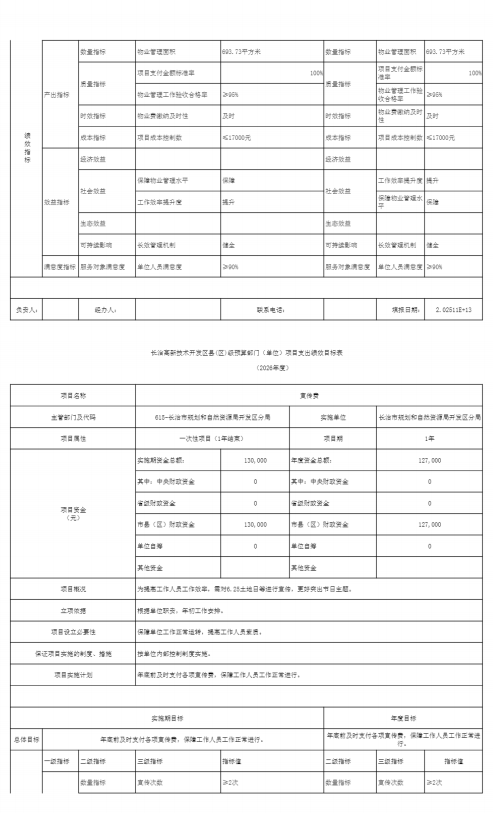 数量指标 物业管理面积 693.73平方米 数量指标 物业管理面积 693.73平方米
绩效指标 产出指标 质量指标 项目支付金额标准率 100% 质量指标 项目支付金额标准率 100%
物业管理工作验收合格率 ≥95% 物业管理工作验收合格率 ≥95%
时效指标 物业费缴纳及时性 及时 时效指标 物业费缴纳及时性 及时
成本指标 项目成本控制数 ≤17000元 成本指标 项目成本控制数 ≤17000元
效益指标 经济效益 经济效益
社会效益 保障物业管理水平 保障 社会效益 工作效率提升度 提升
工作效率提升度 提升 保障物业管理水平 保障
生态效益 生态效益
可持续影响 长效管理机制 健全 可持续影响 长效管理机制 健全
满意度指标 服务对象满意度 单位人员满意度 ≥90% 服务对象满意度 单位人员满意度 ≥90%
负责人： 经办人： 联系电话： 填报日期： 2.02511E+13
长治高新技术开发区县(区)级预算部门（单位）项目支出绩效目标表
（2026年度）
项目名称 宣传费
主管部门及代码 615-长治市规划和自然资源局开发区分局 实施单位 长治市规划和自然资源局开发区分局
项目属性 一次性项目（1年结束） 项目期 1年
项目资金
（元） 实施期资金总额： 130,000 年度资金总额： 127,000
其中：中央财政资金 0 其中：中央财政资金 0
省级财政资金 0 省级财政资金 0
市县（区）财政资金 130,000 市县（区）财政资金 127,000
单位自筹 0 单位自筹 0
其他资金 其他资金
项目概况 为提高工作人员工作效率，需对6.25土地日等进行宣传，更好突出节日主题。
立项依据 根据单位职责，年初工作安排。
项目设立必要性 保障单位工作正常运转，提高工作人员素质。
保证项目实施的制度、措施 按单位内部控制制度实施。
项目实施计划 年底前及时支付各项宣传费，保障工作人员工作正常进行。
实施期目标 年度目标
总体目标 年底前及时支付各项宣传费，保障工作人员工作正常进行。 年底前及时支付各项宣传费，保障工作人员工作正常进行。
一级指标 二级指标 三级指标 指标值 二级指标 三级指标 指标值
数量指标 宣传次数 ≥2次 数量指标 宣传次数 ≥2次